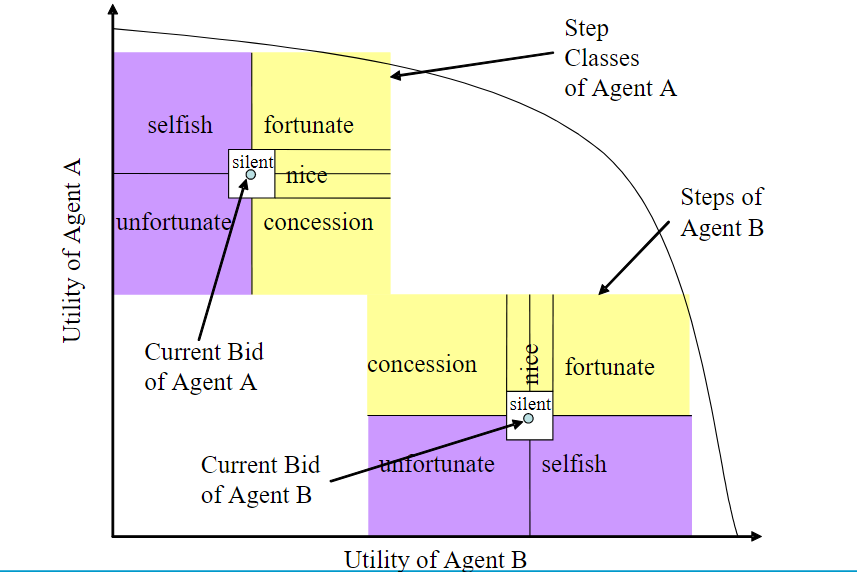 Step
Classes
of Agent A
selfish
fortunate
silent
nice
unfortunate
concession
Utility of Agent A
Steps of
Agent B
Current Bid
of Agent A
concession
nice
fortunate
silent
unfortunate
selfish
Current Bid
of Agent B
Utility of Agent B